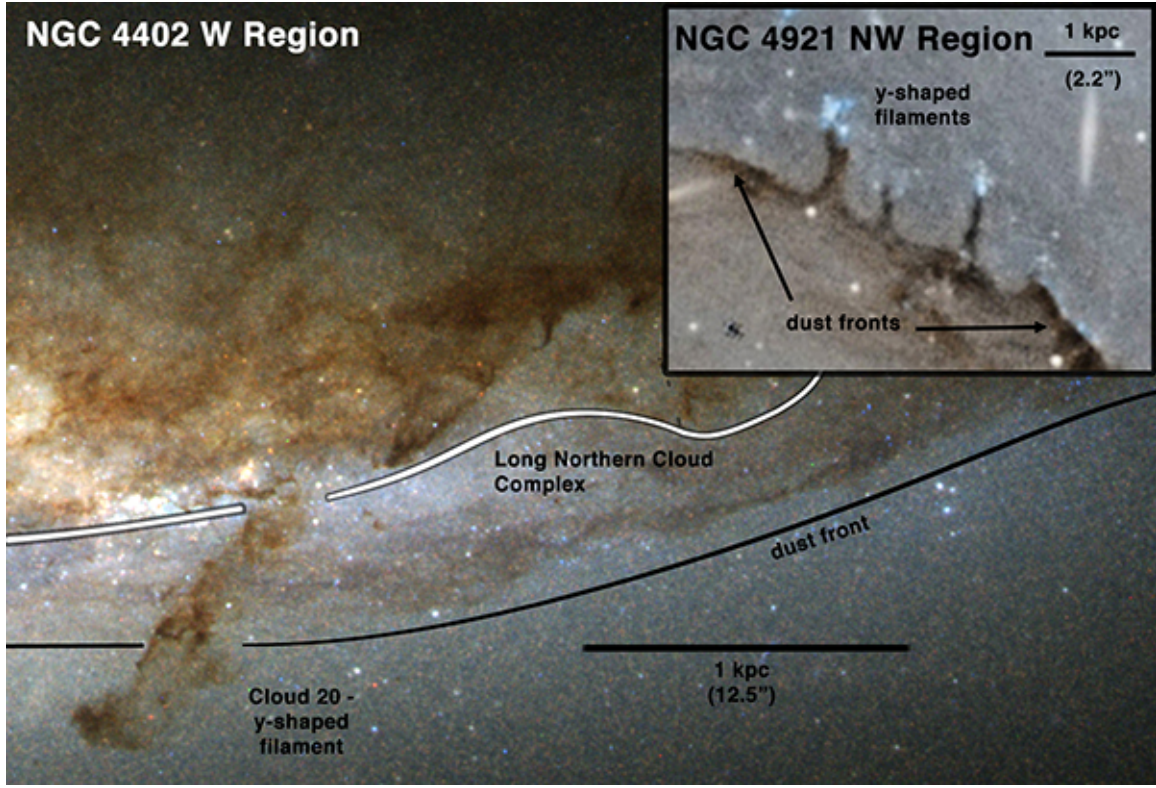 NGC 4402 W Region
NGC 4921 NW Region
1 kpc
(2.2”)
y-shaped
filaments
dust fronts
Long Northern Cloud
Complex
dust front
1 kpc
(12.5”)
Cloud 20 -
y-shaped
filament